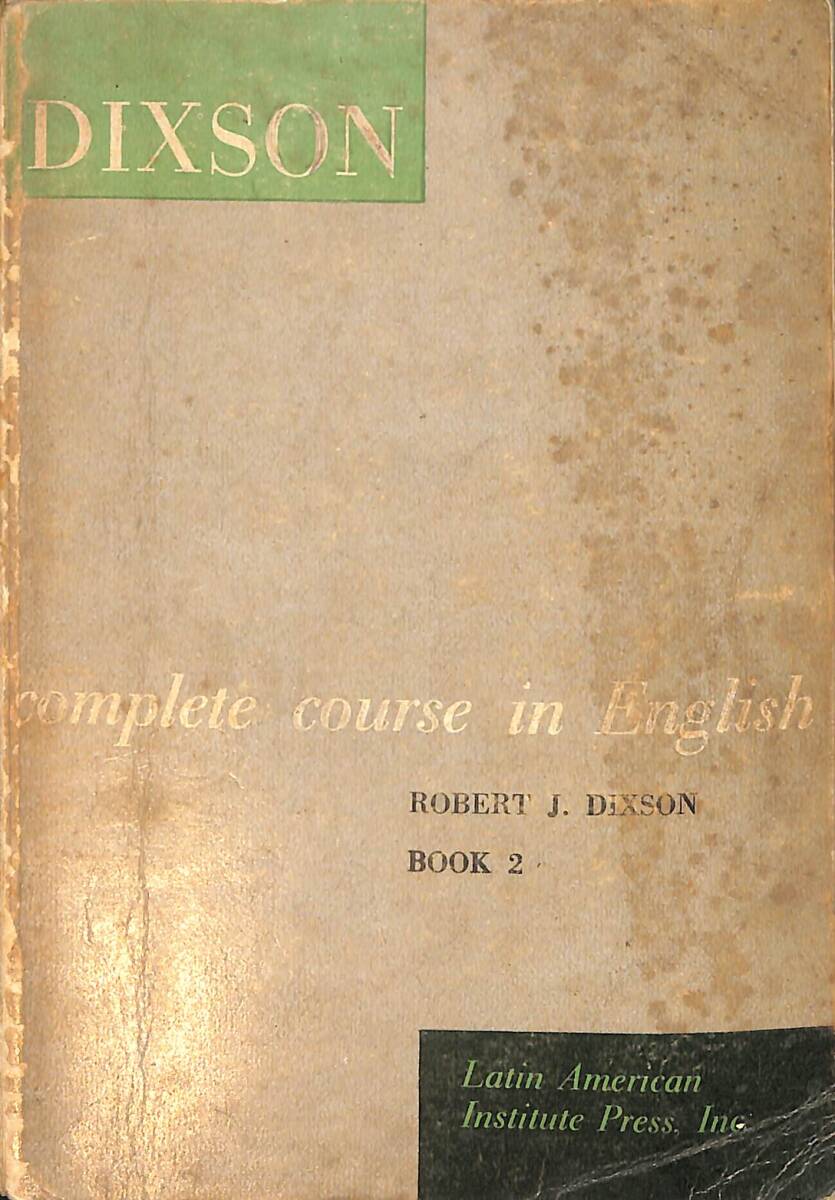 DIXSON
complete course in English
ROBERT J. DIXSON
BOOK 2
Latin American
Institute Press, Inc.